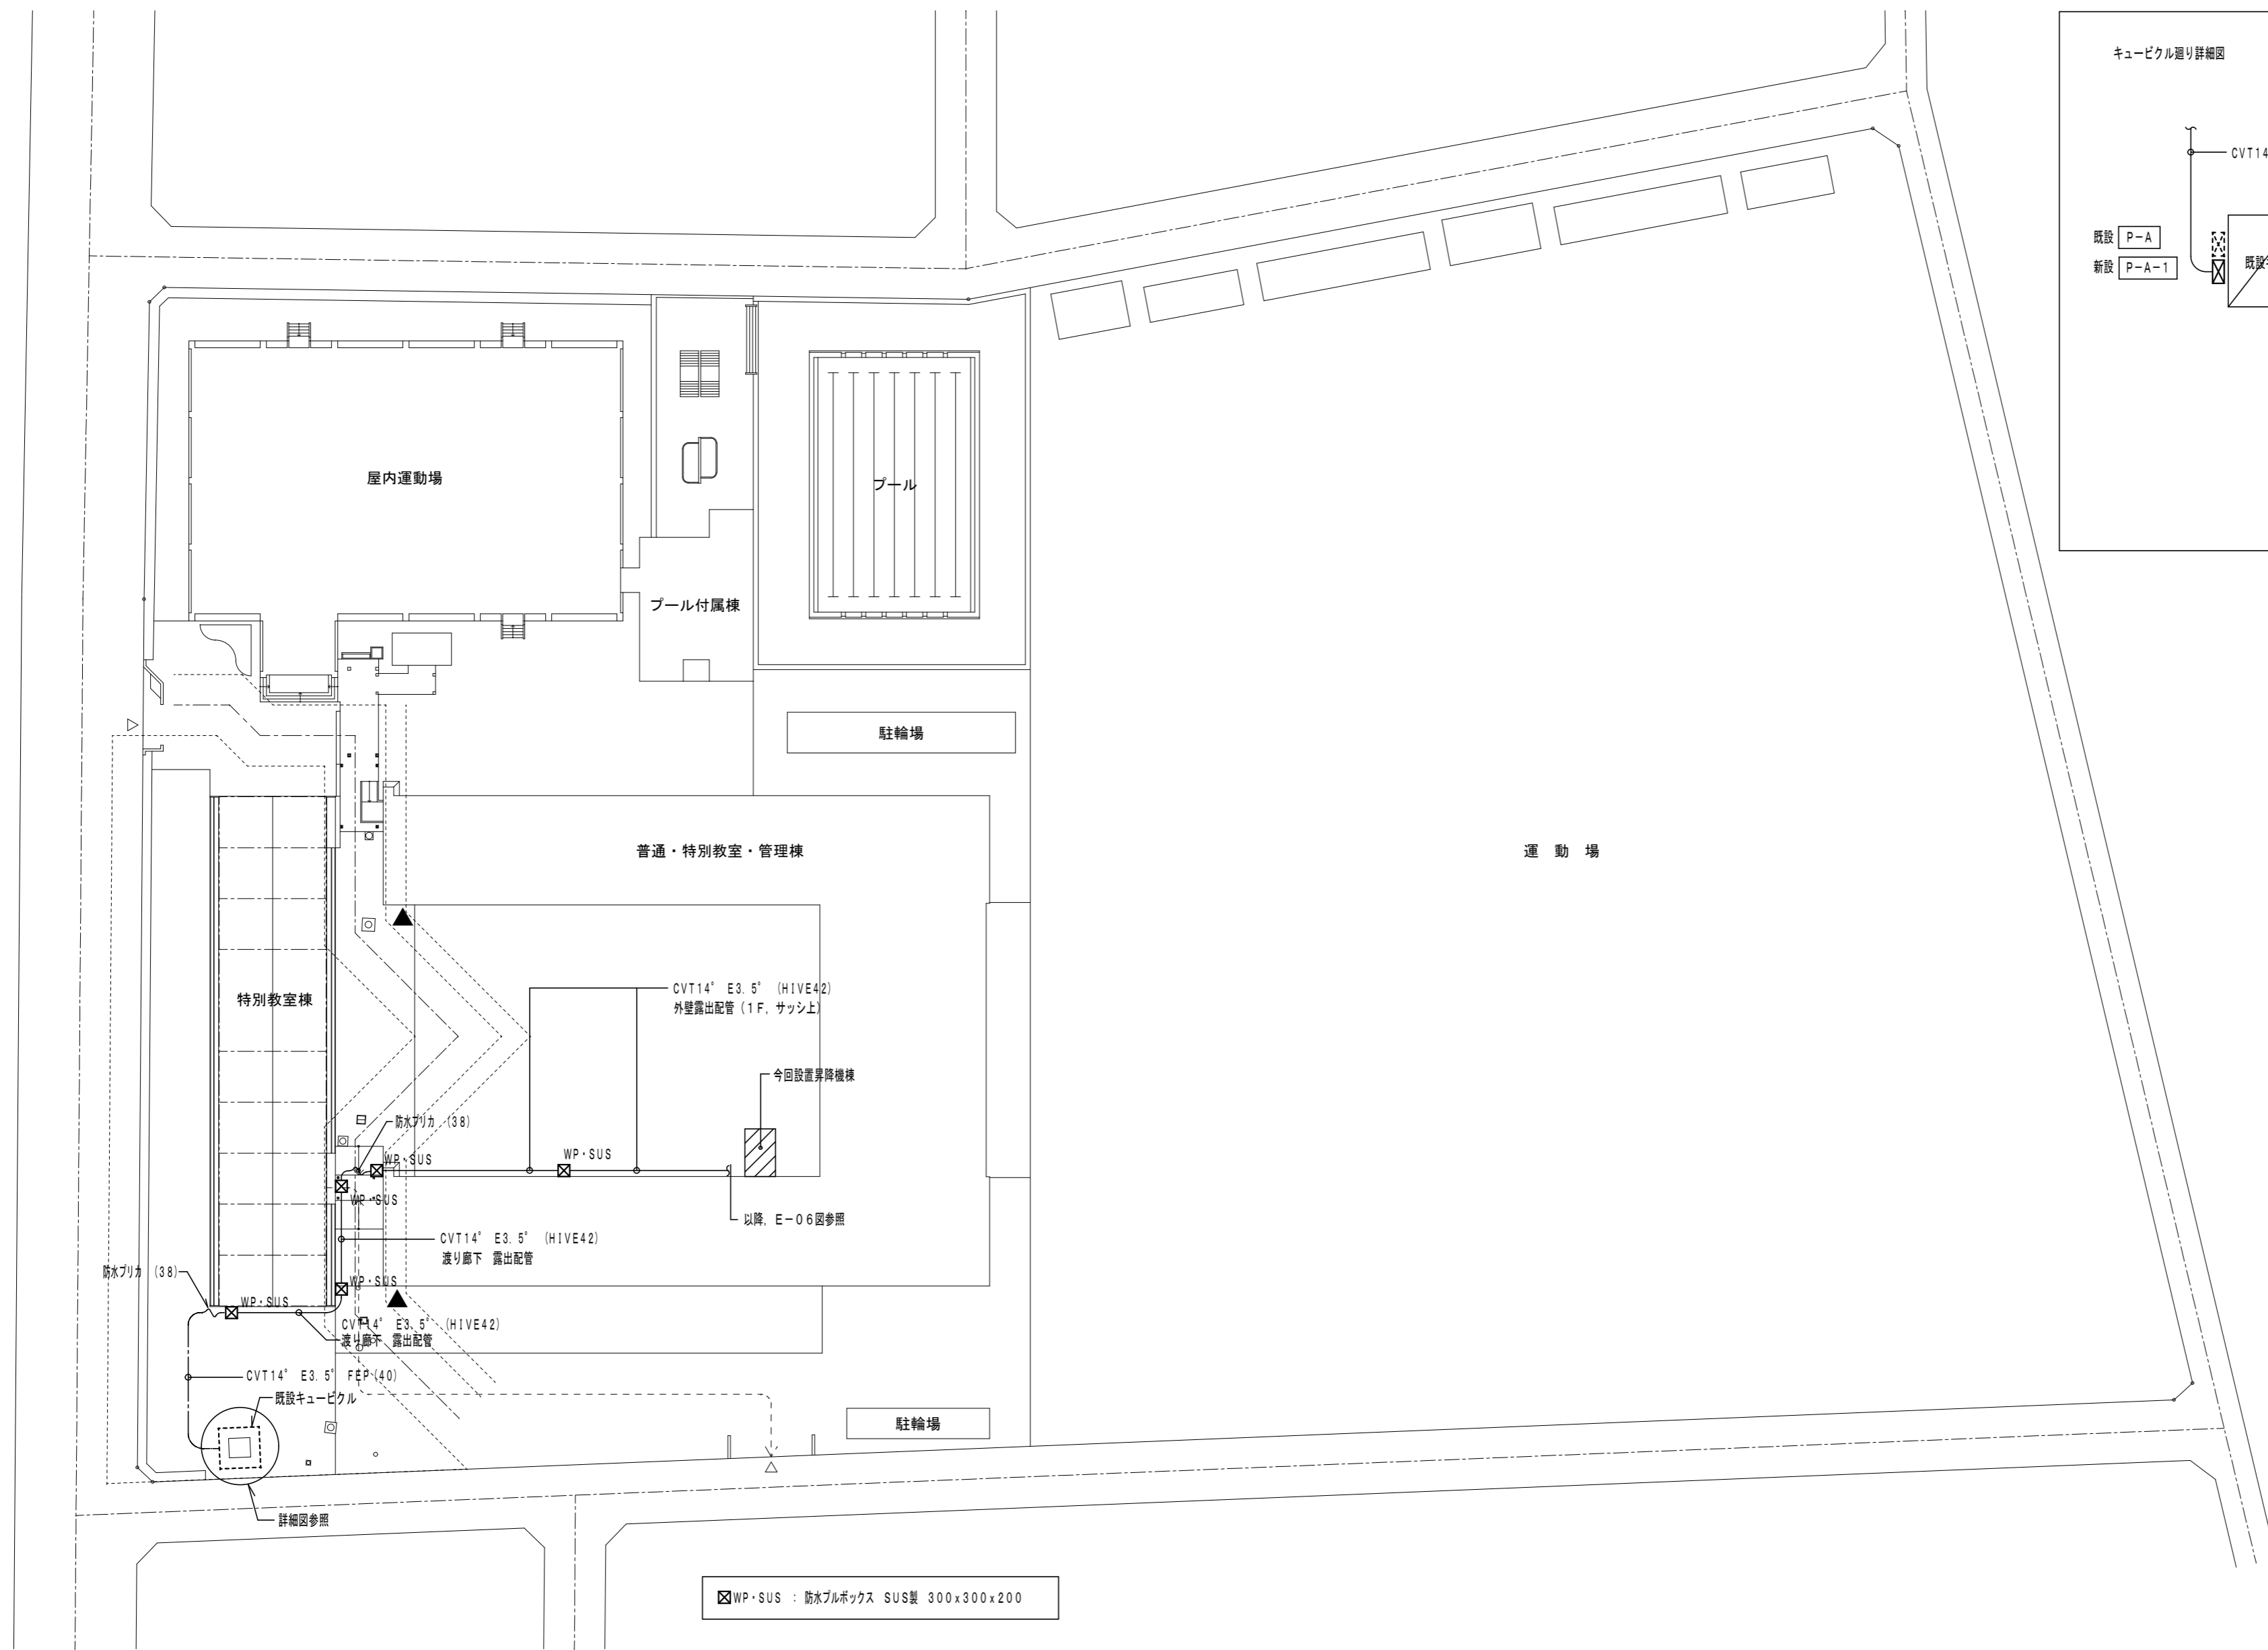 キュービクル廻り詳細図
CVT14
既設 P-A
新設 P-A-1
既設
屋内運動場
プール
プール付属棟
駐輪場
普通・特別教室・管理棟
運 動 場
特別教室棟
CVT14° E3.5° (HIVE42)
外壁露出配管(1F,サッシ上)
今回設置昇降機棟
防水プリカ (38)
WP・SUS
WP・SUS
WP・SUS
以降,E-06図参照
CVT14° E3.5° (HIVE42)
渡り廊下 露出配管
防水プリカ (38)
WP・SUS
WP・SUS
CVT14° E3.5° (HIVE42)
渡り廊下 露出配管
CVT14° E3.5° FEP(40)
既設キュービクル
駐輪場
詳細図参照
WP・SUS : 防水プルボックス SUS製 300x300x200